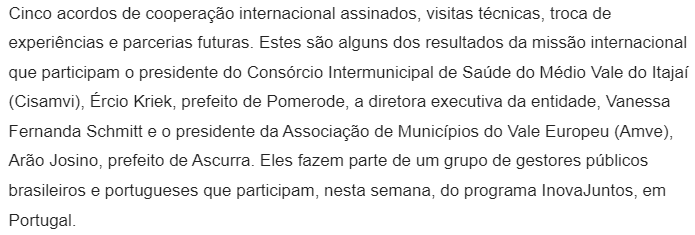 Cinco acordos de cooperação internacional assinados, visitas técnicas, troca de
experiências e parcerias futuras. Estes são alguns dos resultados da missão internacional
que participam o presidente do Consórcio Intermunicipal de Saúde do Médio Vale do Itajaí
(Cisamvi), Ércio Kriek, prefeito de Pomerode, a diretora executiva da entidade, Vanessa
Fernanda Schmitt e o presidente da Associação de Municípios do Vale Europeu (Amve),
Arão Josino, prefeito de Ascurra. Eles fazem parte de um grupo de gestores públicos
brasileiros e portugueses que participam, nesta semana, do programa InovaJuntos, em
Portugal.